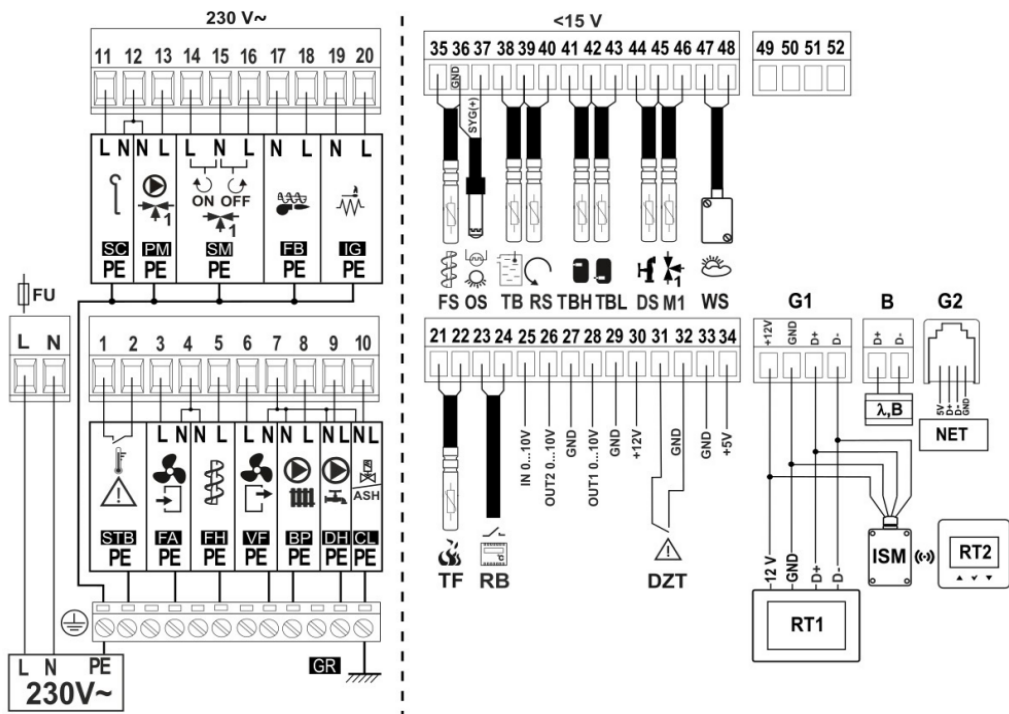 230 V~
<15 V
11 12 13 14 15 16 17 18 19 20
35 36 37 38 39 40 41 42 43 44 45 46 47 48
49 50 51 52
GND
SYG(+)
L N N L L N L N L N L
ON OFF
1
1
SC PM SM FB IG
PE PE PE PE PE
1
FS OS TB RS TBH TBL DS M1 WS
FU
L N
1 2 3 4 5 6 7 8 9 10
21 22 23 24 25 26 27 28 29 30 31 32 33 34
G1 B G2
+12V GND D+ D-
D+ D-
5V D+ D- GND
λ,B
NET
L N L L N L N L N L
ASH
STB FA FH VF BP DH CL
PE PE PE PE PE PE PE
IN 0...10V
OUT2 0...10V
GND
OUT1 0...10V
GND
+12V
GND
GND
+5V
TF RB DZT
12 V GND D+ D-
ISM
RT2
RT1
GR
L N PE
230V~